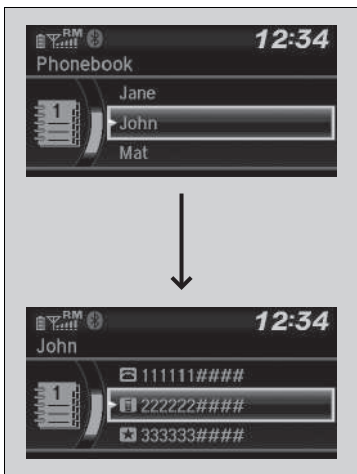 RM
12:34
Phonebook
1
Jane
John
Mat
RM
12:34
John
1
111111####
222222####
333333####